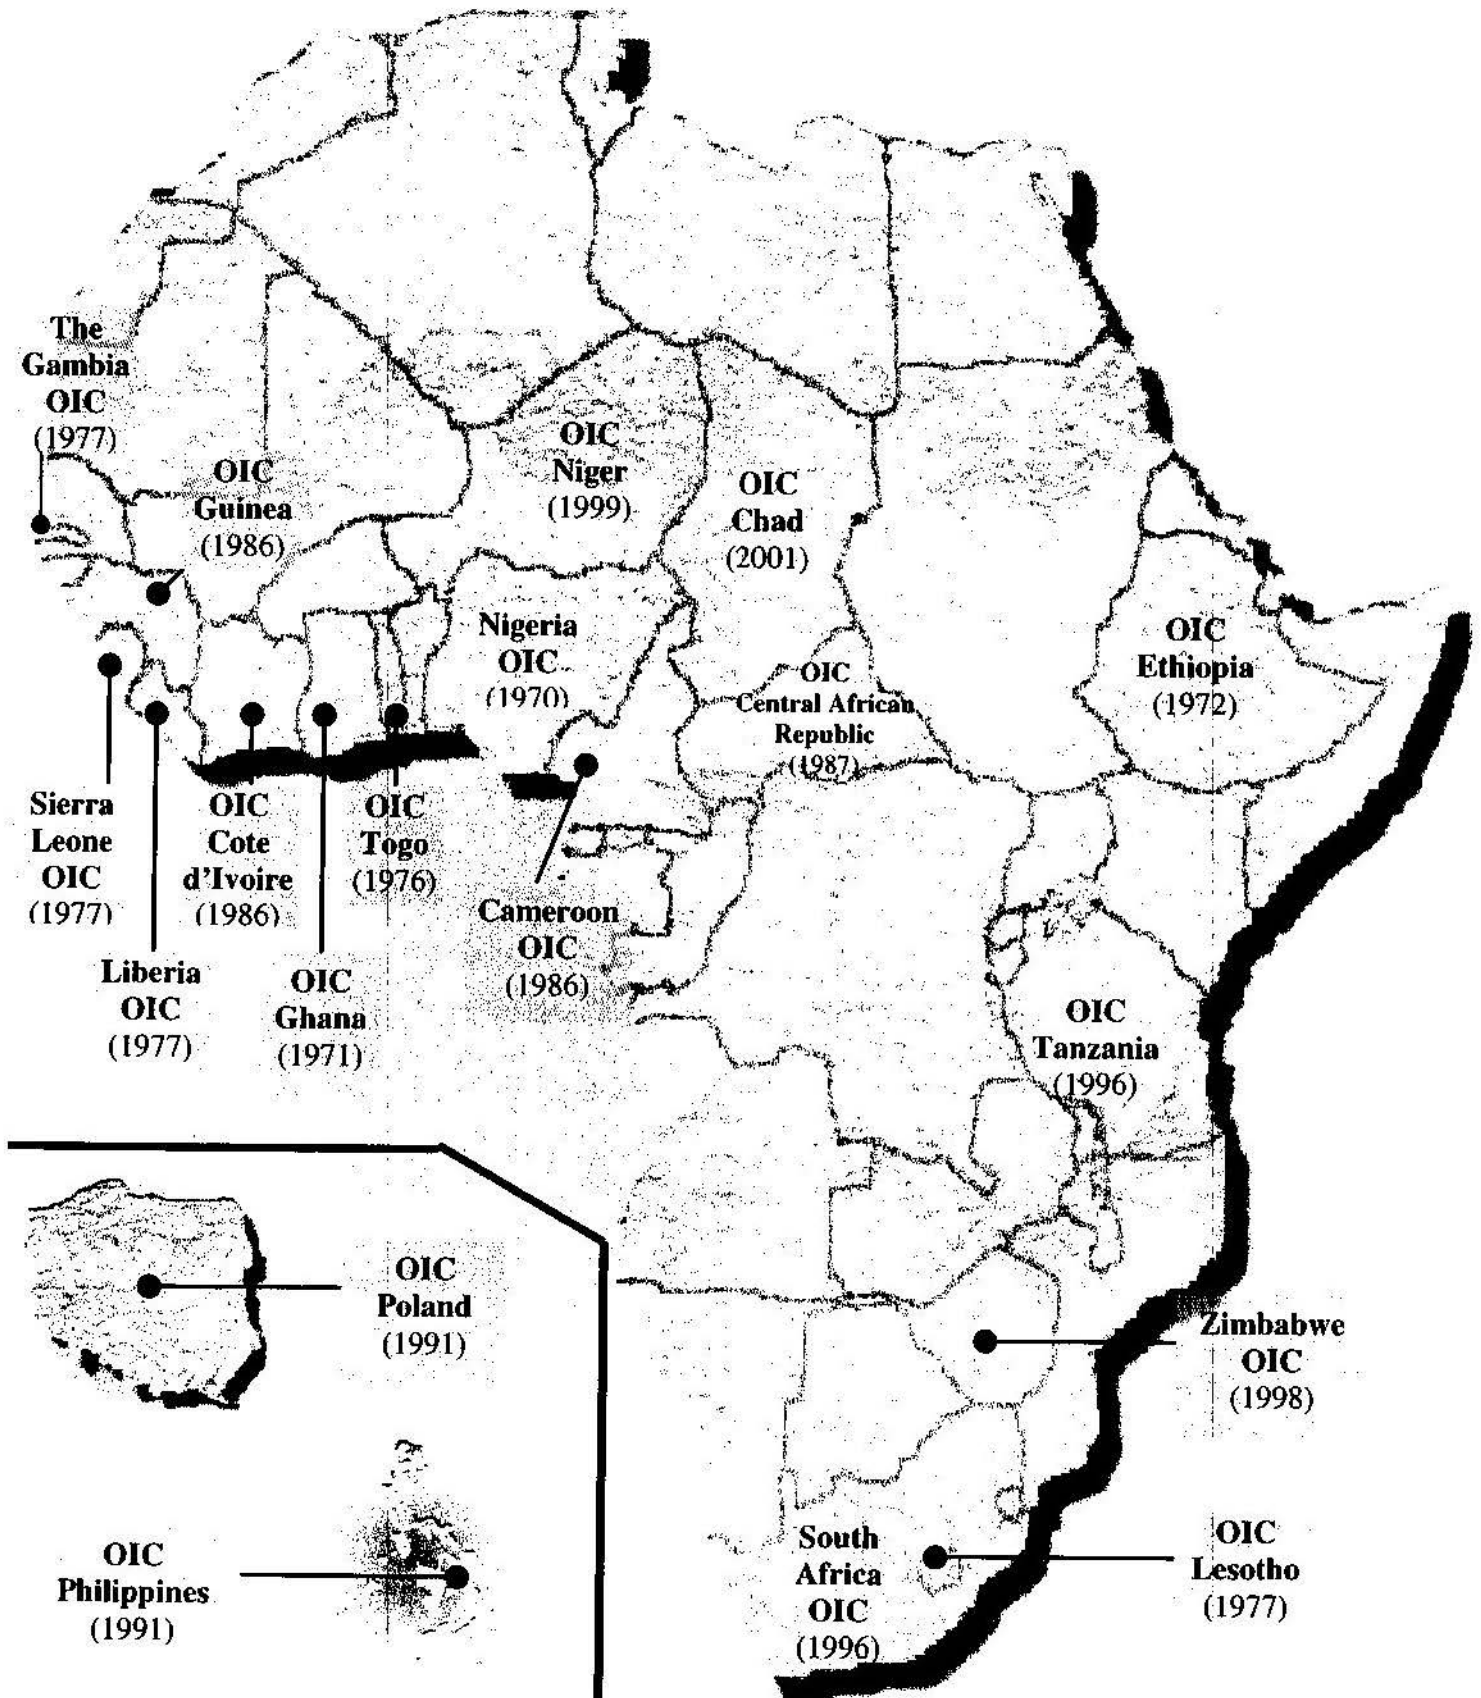 The
Gambia
OIC
(1977)
OIC
Guinea
(1986)
OIC
Niger
(1999)
OIC
Chad
(2001)
Nigeria
OIC
(1970)
OIC
Central African
Republic
(1987)
OIC
Ethiopia
(1972)
Sierra
Leone
OIC
(1977)
OIC
Cote
d'Ivoire
(1986)
OIC
Togo
(1976)
Liberia
OIC
(1977)
OIC
Ghana
(1971)
Cameroon
OIC
(1986)
OIC
Tanzania
(1996)
OIC
Poland
(1991)
Zimbabwe
OIC
(1998)
OIC
Philippines
(1991)
South
Africa
OIC
(1996)
OIC
Lesotho
(1977)